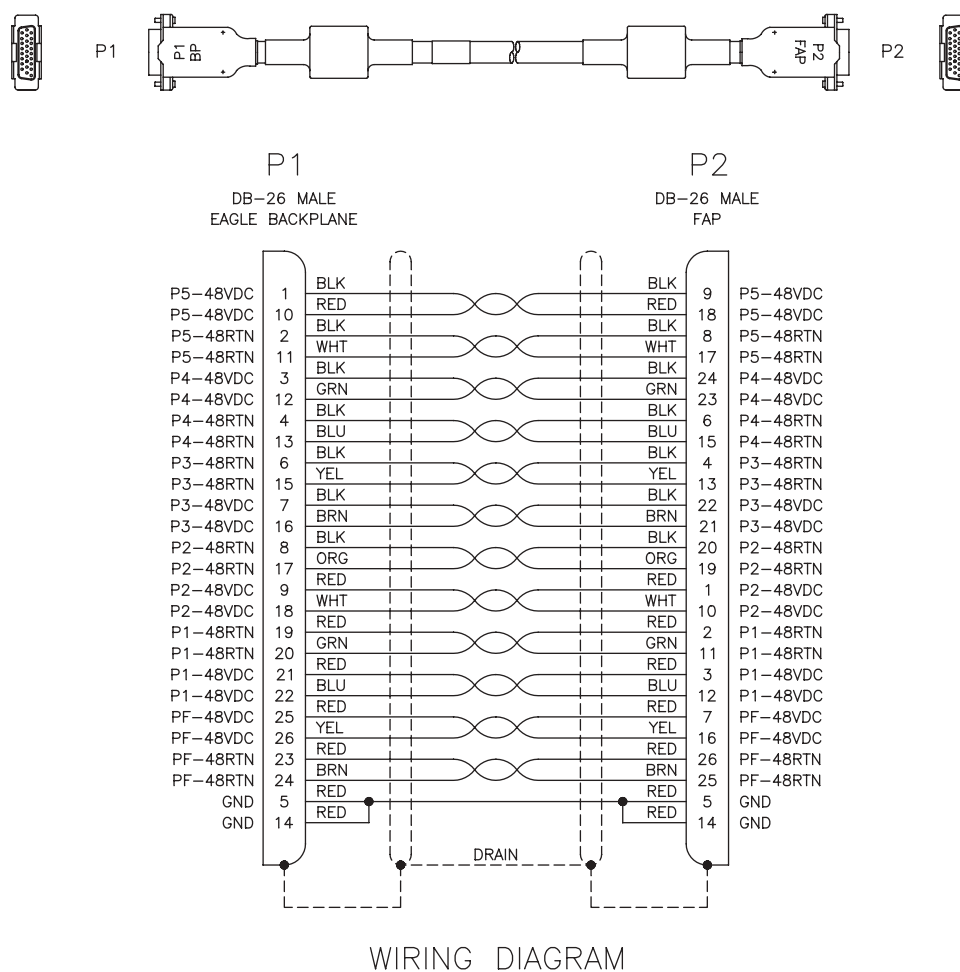 P1
P1
BP
P2
FAP
P2
P1
DB-26 MALE
EAGLE BACKPLANE
P2
DB-26 MALE
FAP
P5-48VDC 1 BLK BLK 9 P5-48VDC
P5-48VDC 10 RED RED 18 P5-48VDC
P5-48RTN 2 BLK BLK 8 P5-48RTN
P5-48RTN 11 WHT WHT 17 P5-48RTN
P4-48VDC 3 BLK BLK 24 P4-48VDC
P4-48VDC 12 GRN GRN 23 P4-48VDC
P4-48RTN 4 BLK BLK 6 P4-48RTN
P4-48RTN 13 BLU BLU 15 P4-48RTN
P3-48RTN 6 BLK BLK 4 P3-48RTN
P3-48RTN 15 YEL YEL 13 P3-48RTN
P3-48VDC 7 BLK BLK 22 P3-48VDC
P3-48VDC 16 BRN BRN 21 P3-48VDC
P2-48RTN 8 BLK BLK 20 P2-48RTN
P2-48RTN 17 ORG ORG 19 P2-48RTN
P2-48VDC 9 RED RED 1 P2-48VDC
P2-48VDC 18 WHT WHT 10 P2-48VDC
P1-48RTN 19 RED RED 2 P1-48RTN
P1-48RTN 20 GRN GRN 11 P1-48RTN
P1-48VDC 21 RED RED 3 P1-48VDC
P1-48VDC 22 BLU BLU 12 P1-48VDC
PF-48VDC 25 RED RED 7 PF-48VDC
PF-48VDC 26 YEL YEL 16 PF-48VDC
PF-48RTN 23 RED RED 26 PF-48RTN
PF-48RTN 24 BRN BRN 25 PF-48RTN
GND 5 RED RED 5 GND
GND 14 RED RED 14 GND
DRAIN
WIRING DIAGRAM